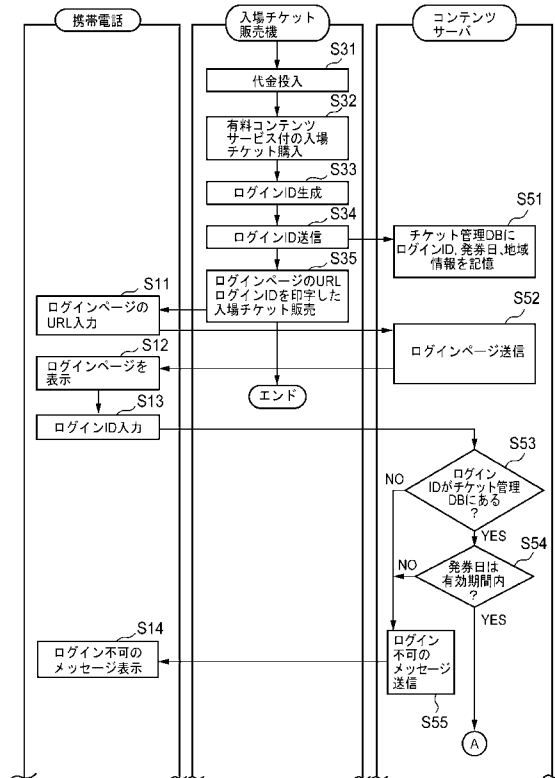 携帯電話
入場チケット
販売機
コンテンツ
サーバ
S31
代金投入
S32
有料コンテンツ
サービス付の入場
チケット購入
S33
ログインID生成
S34
ログインID送信
S51
チケット管理DBに
ログインID,発券日、地域
情報を記憶
S35
ログインページのURL
ログインIDを印字した
入場チケット販売
S11
ログインページの
URL入力
S52
ログインページ送信
S12
ログインページを
表示
エンド
S13
ログインID入力
S53
ログイン
IDがチケット管理
DBにある
?
NO
YES
S54
発券日は
有効期間内
?
NO
YES
S14
ログイン不可の
メッセージ表示
ログイン
不可の
メッセージ
送信
S55
A